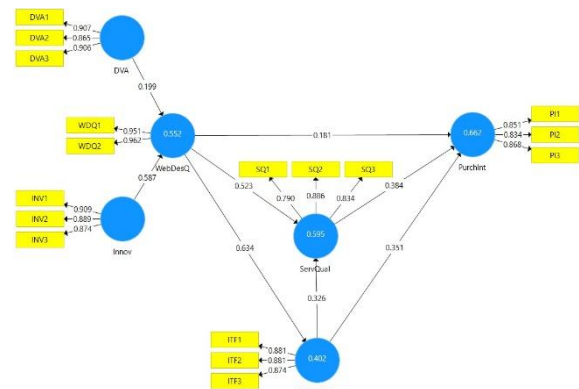 DVA1
0.907
DVA2
0.865
DVA3
0.906
DVA
0.199
WDQ1
0.951
WDQ2
0.962
0.552
WebDesQ
0.181
0.662
PurchInt
0.851
PI1
0.834
PI2
0.868
PI3
INV1
0.909
INV2
0.889
INV3
0.874
Innov
0.587
0.523
SQ1
SQ2
SQ3
0.790
0.886
0.834
0.384
0.595
ServQual
0.634
0.326
0.351
ITF1
0.881
ITF2
0.881
ITF3
0.874
0.402